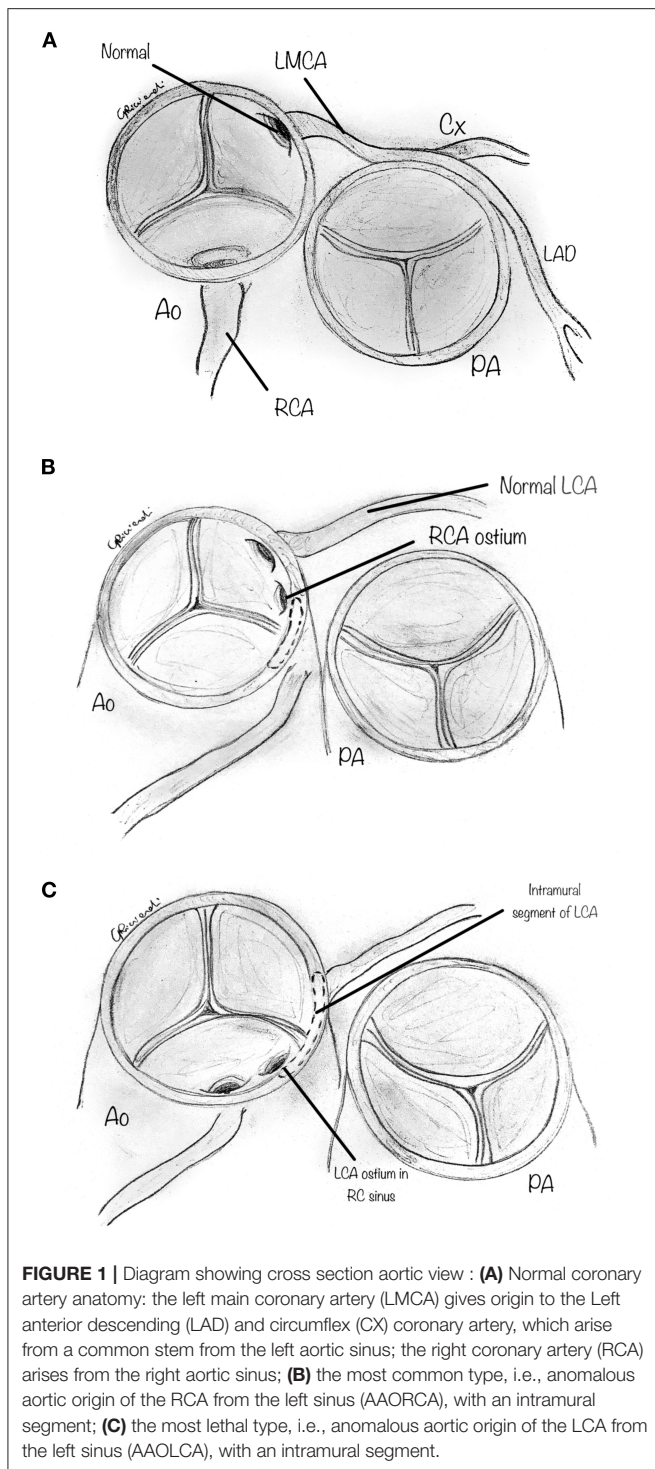 A
Normal
LMCA
Cx
LAD
Ao
PA
RCA
B
Normal LCA
RCA ostium
Ao
PA
C
Intramural
segment of LCA
Ao
LCA ostium in
RC sinus
PA
FIGURE 1 | Diagram showing cross section aortic view : (A) Normal coronary
artery anatomy: the left main coronary artery (LMCA) gives origin to the Left
anterior descending (LAD) and circumflex (CX) coronary artery, which arise
from a common stem from the left aortic sinus; the right coronary artery (RCA)
arises from the right aortic sinus; (B) the most common type, i.e., anomalous
aortic origin of the RCA from the left sinus (AAORCA), with an intramural
segment; (C) the most lethal type, i.e., anomalous aortic origin of the LCA from
the left sinus (AAOLCA), with an intramural segment.